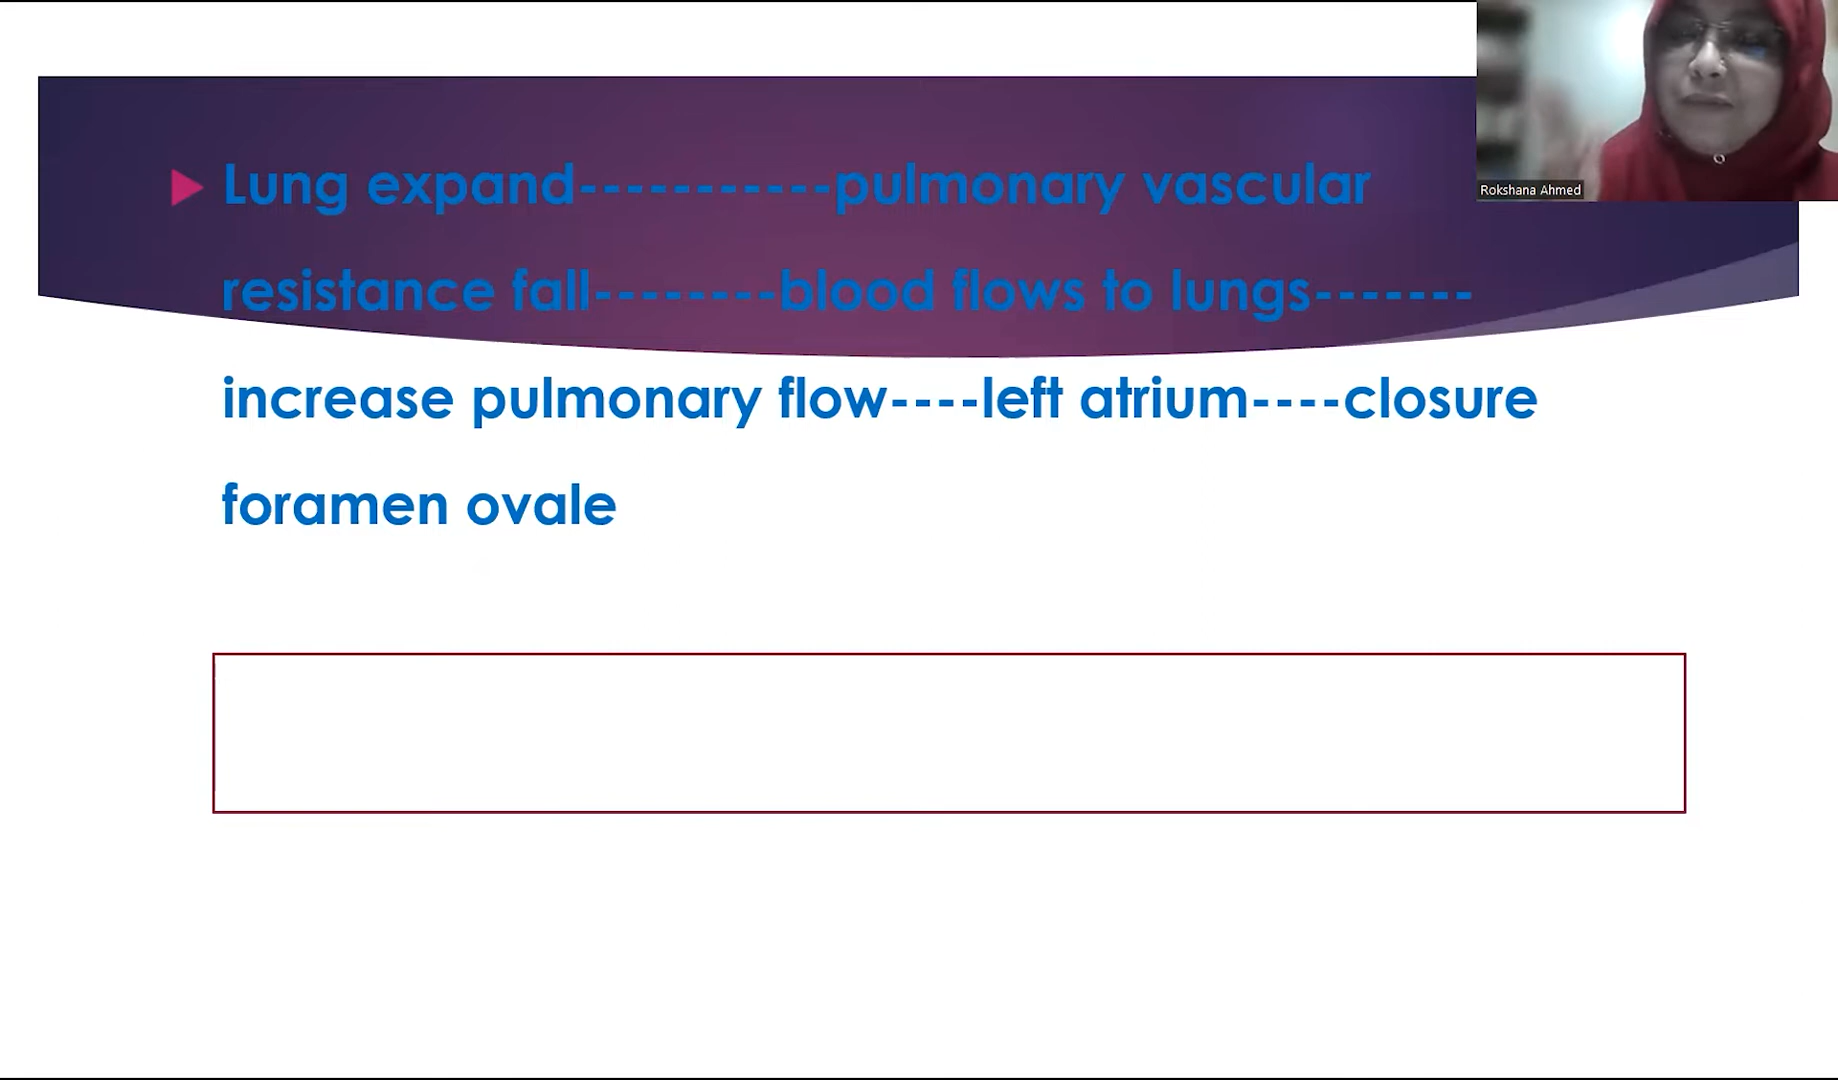 Lung expand-----------pulmonary vascular
resistance fall--------blood flows to lungs-------
increase pulmonary flow----left atrium----closure
foramen ovale
Rokshana Ahmed